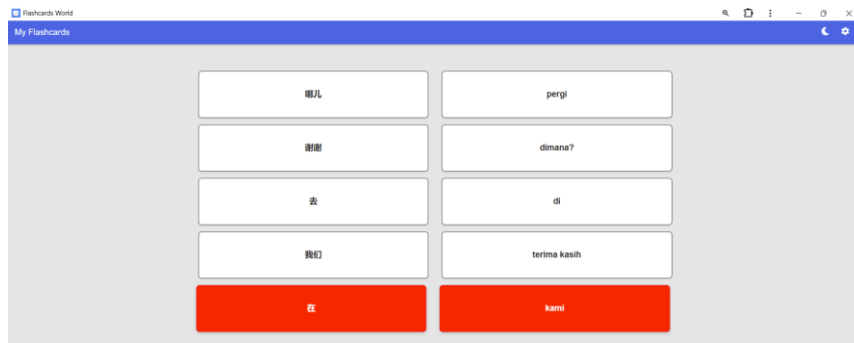 Flashcards World
My Flashcards
哪儿
pergi
谢谢
dimana?
去
di
我们
terima kasih
在
kami